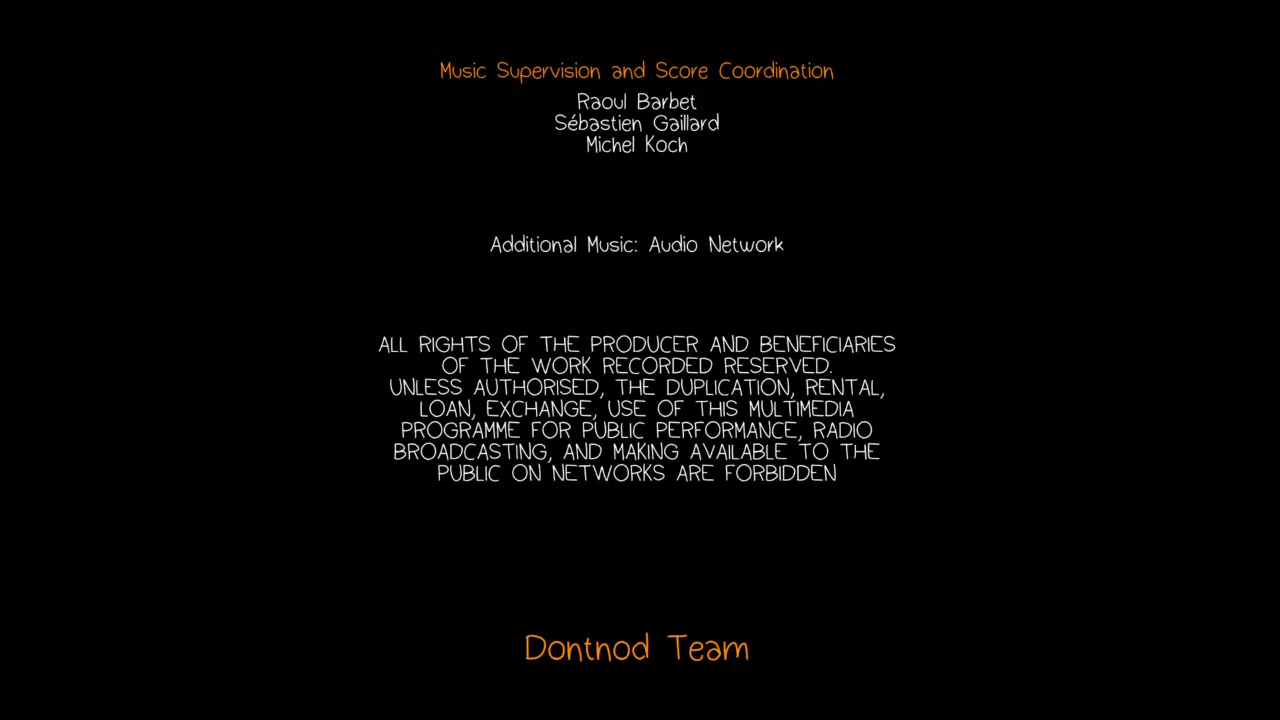 Music Supervision and Score Coordination
Raoul Barbet
Sébastien Gaillard
Michel Koch
Additional Music: Audio Network
ALL RIGHTS OF THE PRODUCER AND BENEFICIARIES
OF THE WORK RECORDED RESERVED.
UNLESS AUTHORISED, THE DUPLICATION, RENTAL,
LOAN, EXCHANGE, USE OF THIS MULTIMEDIA
PROGRAMME FOR PUBLIC PERFORMANCE, RADIO
BROADCASTING, AND MAKING AVAILABLE TO THE
PUBLIC ON NETWORKS ARE FORBIDDEN
Dontnod Team